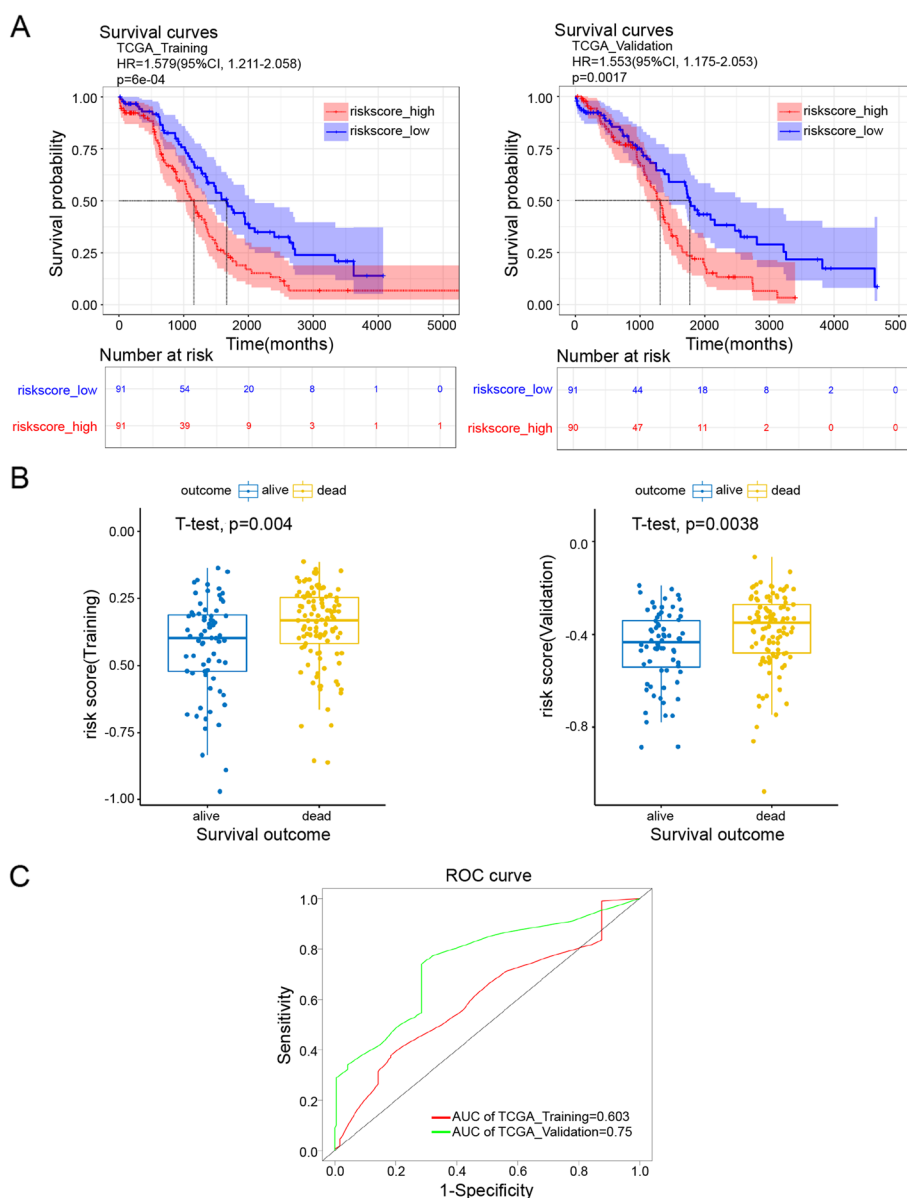 A
Survival curves
TCGA_Training
HR=1.579(95%CI, 1.211-2.058)
p=6e-04
1.00
0.75
0.50
0.25
0.00
Survival probability
riskscore_high
riskscore_low
0 1000 2000 3000 4000 5000
Time(months)
Number at risk
riskscore_low 91 54 20 8 1 0
riskscore_high 91 39 9 3 1 1
Survival curves
TCGA_Validation
HR=1.553(95%CI, 1.175-2.053)
p=0.0017
1.00
0.75
0.50
0.25
0.00
Survival probability
riskscore_high
riskscore_low
0 1000 2000 3000 4000 500
Time(months)
Number at risk
riskscore_low 91 44 18 8 2 0
riskscore_high 90 47 11 2 0 0
B
outcome alive dead
T-test, p=0.004
0.00
0.25
0.50
-0.75
-1.00
risk score(Training)
alive dead
Survival outcome
outcome alive dead
T-test, p=0.0038
0.0
-0.4
-0.8
risk score(Validation)
alive dead
Survival outcome
C
ROC curve
1.0
0.8
0.6
0.4
0.2
0.0
Sensitivity
AUC of TCGA_Training=0.603
AUC of TCGA_Validation=0.75
0.0 0.2 0.4 0.6 0.8 1.0
1-Specificity